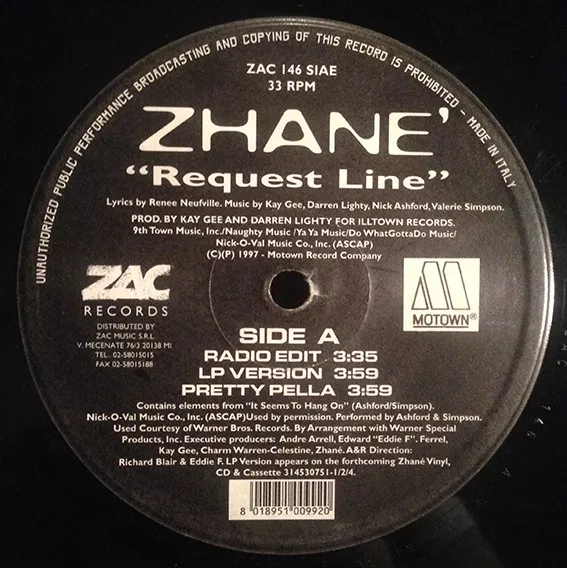 UNAUTHORIZED PUBLIC PERFORMANCE BROADCASTING AND COPYING OF THIS RECORD IS PROHIBITED - MADE IN ITALY
ZAC 146 SIAE
33 RPM
ZHANE'
"Request Line"
Lyrics by Renee Neufville. Music by Kay Gee, Darren Lighty, Nick Ashford, Valerie Simpson.
PROD. BY KAY GEE AND DARREN LIGHTY FOR ILLTOWN RECORDS.
9th Town Music, Inc./Naughty Music /Ya Ya Music/Do WhatGottaDo Music/
Nick-O-Val Music Co., Inc. (ASCAP)
(C)(P) 1997 - Motown Record Company
ZAC
RECORDS
DISTRIBUTED BY
ZAC MUSIC S.R.L
V. MECENATE 76/3 20138 MI
TEL. 02-58015015
FAX 02-58015188
M
MOTOWN®
SIDE A
RADIO EDIT 3:35
LP VERSION 3:59
PRETTY PELLA 3:59
Contains elements from "It Seems To Hang On" (Ashford/Simpson).
Nick-O-Val Music Co., Inc. (ASCAP)Used by permission. Performed by Ashford & Simpson.
Used Courtesy of Warner Bros. Records. By Arrangement with Warner Special
Products, Inc. Executive producers: Andre Arrell, Edward "Eddie F". Ferrel,
Kay Gee, Charm Warren-Celestine, Zhané. A&R Direction:
Richard Blair & Eddie F. LP Version appears on the forthcoming Zhané Vinyl,
CD & Cassette 314530751-1/2/4.
8 018951 009920